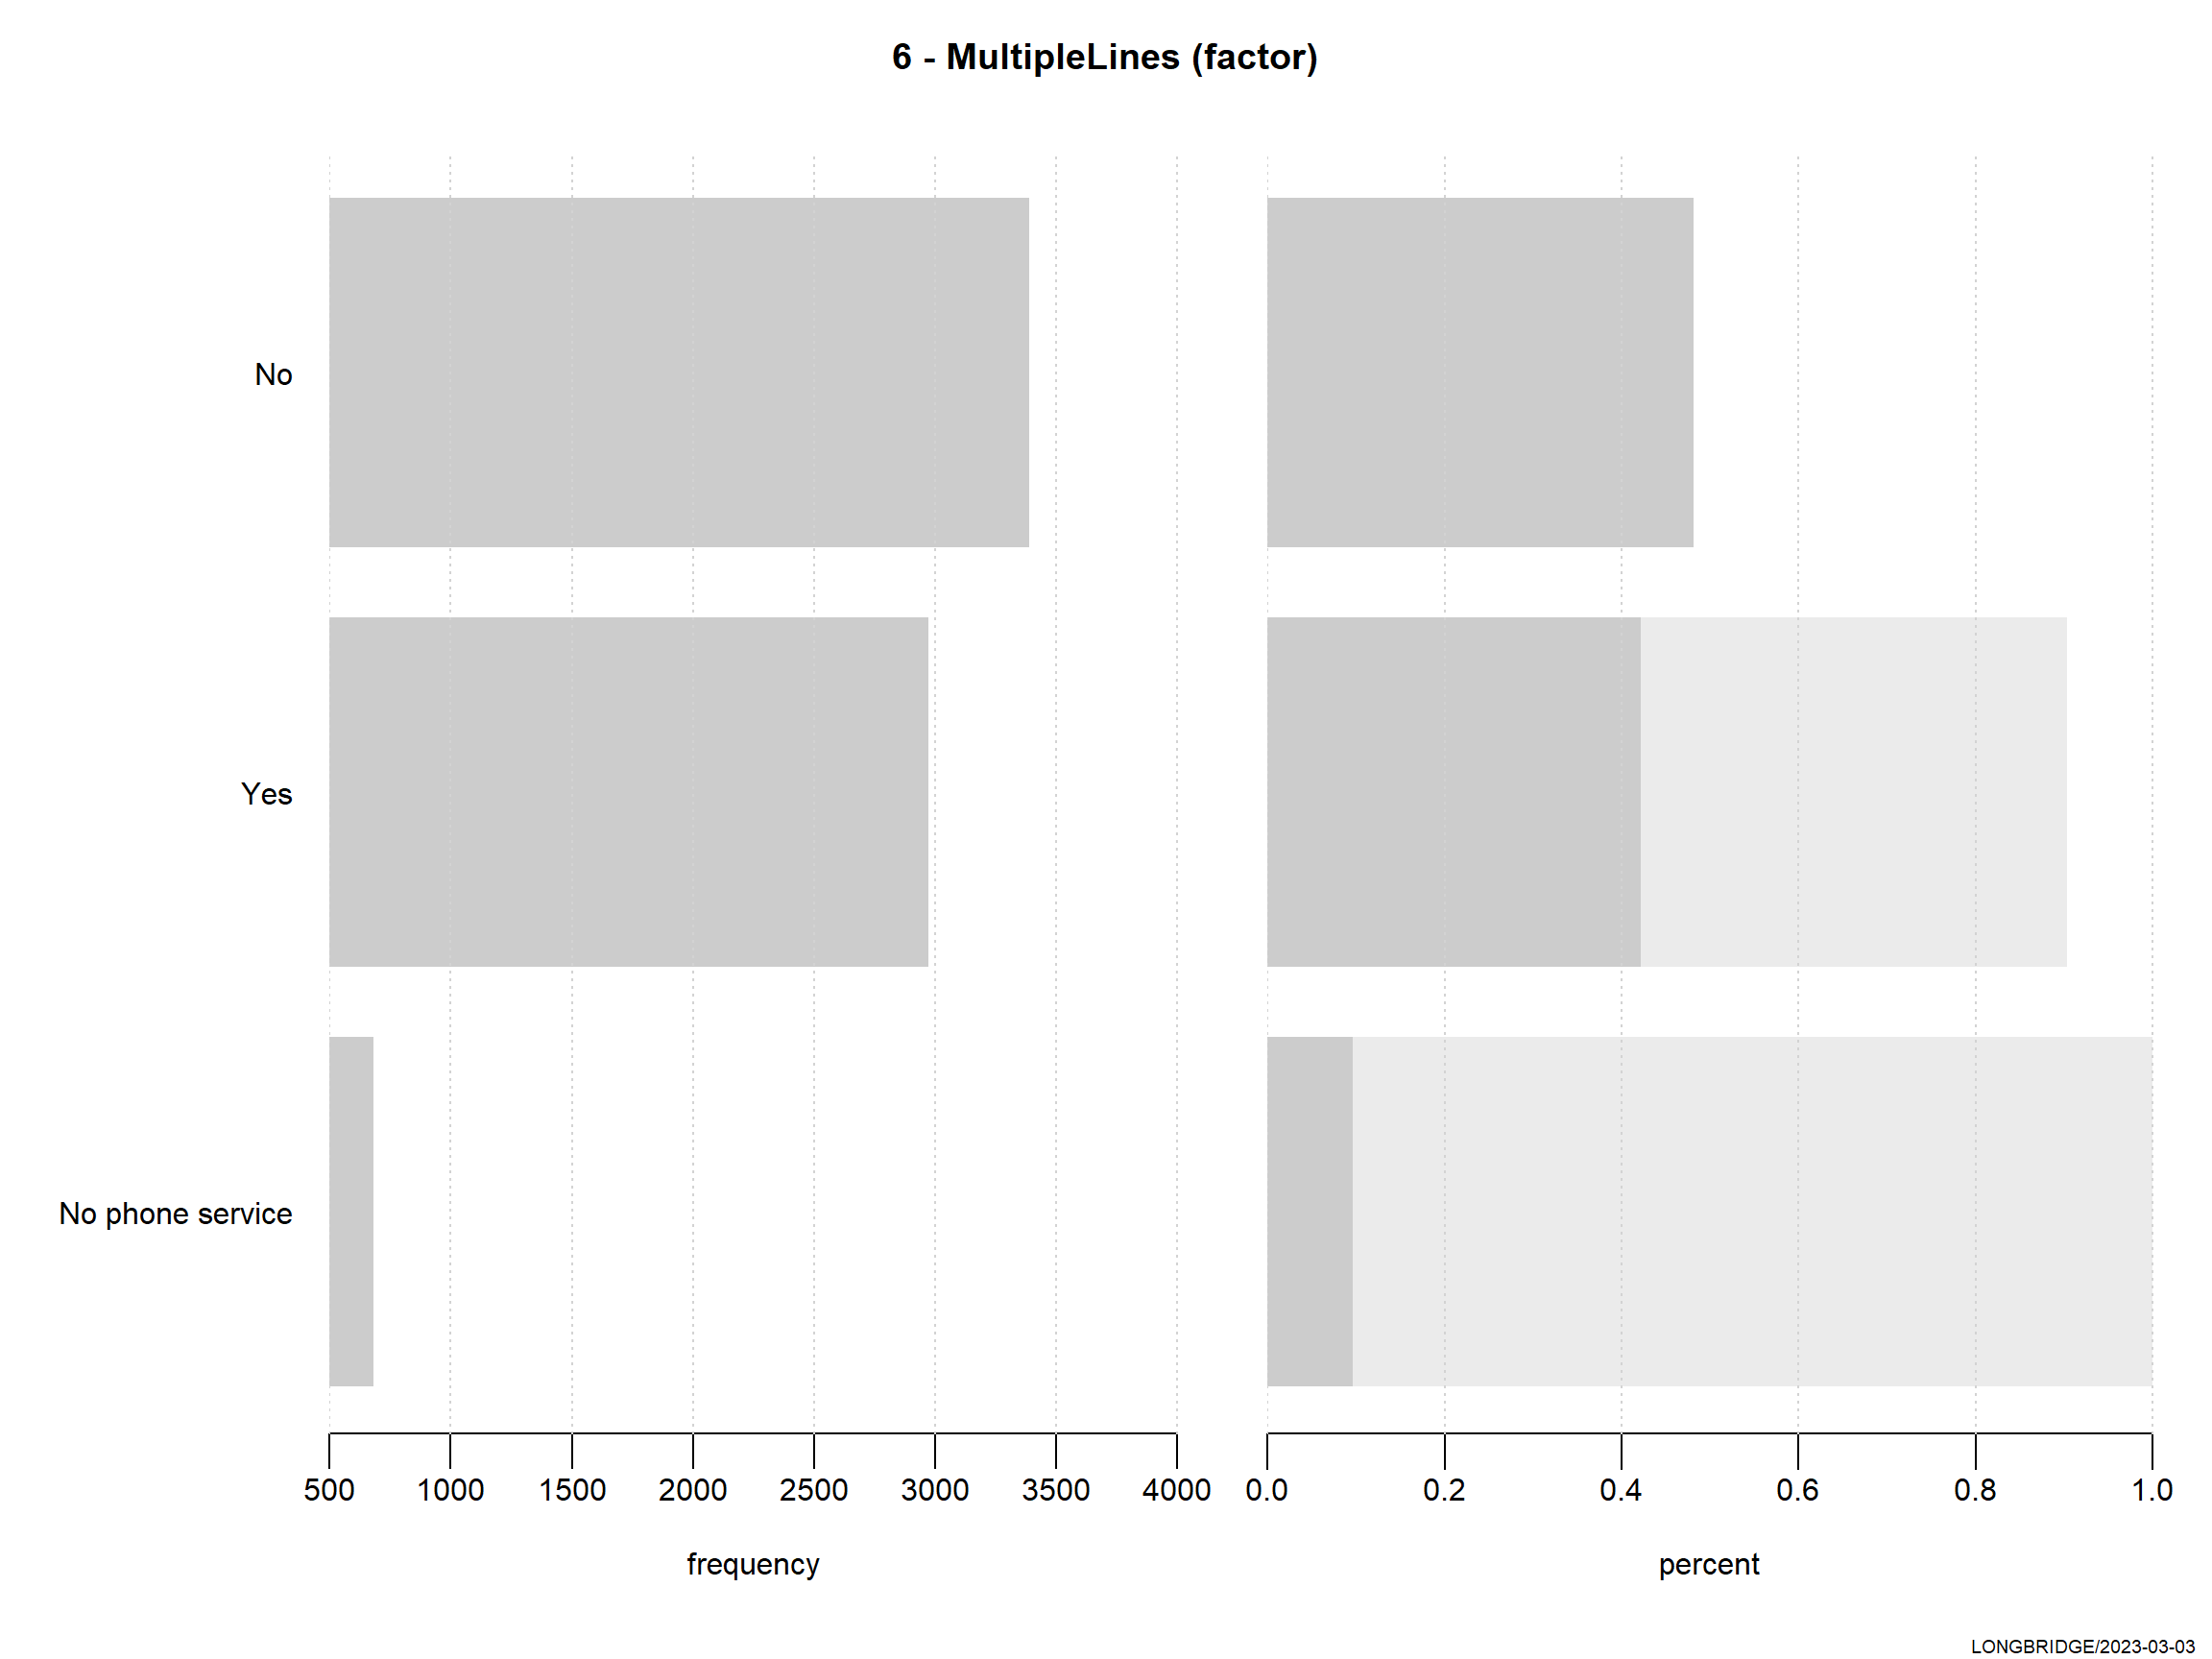 6 - MultipleLines (factor)
No
Yes
No phone service
500 1000 1500 2000 2500 3000 3500 4000 0.0 0.2 0.4 0.6 0.8 1.0
frequency percent
LONGBRIDGE/2023-03-03